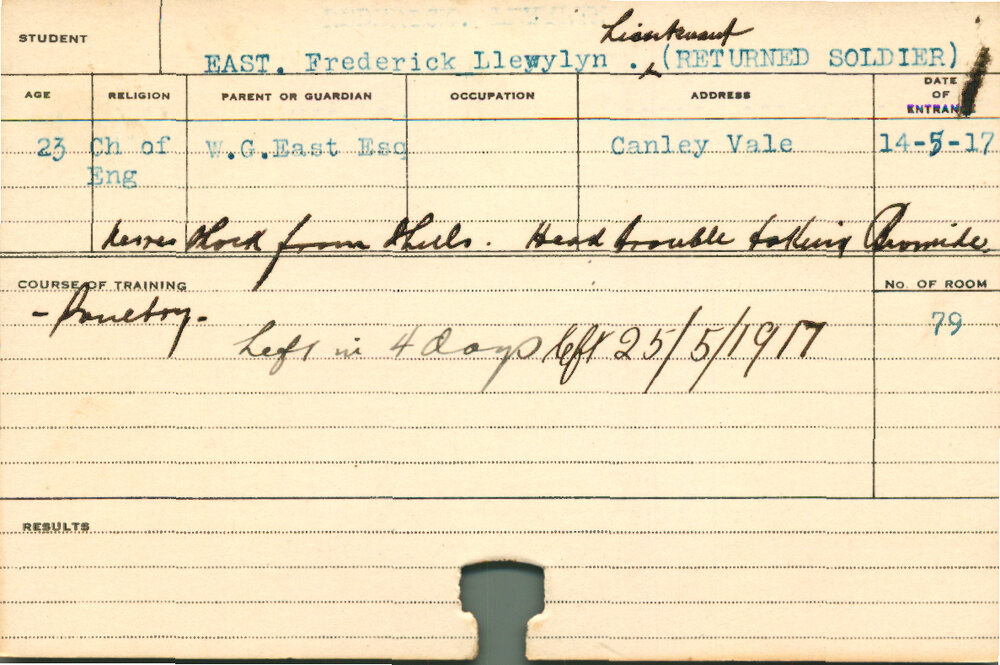 Lieutenant
STUDENT
EAST. Frederick Llewylyn . (RETURNED SOLDIER)
AGE RELIGION PARENT OR GUARDIAN OCCUPATION ADDRESS DATE OF ENTRANCE
23 Ch of Eng W.G.East Esq Canley Vale 14-5-17
nerves shock from shells. Head trouble taking Bromide.
COURSE OF TRAINING No. OF ROOM
- Poultry - 79
Left in 4 days left 25/5/1917
RESULTS